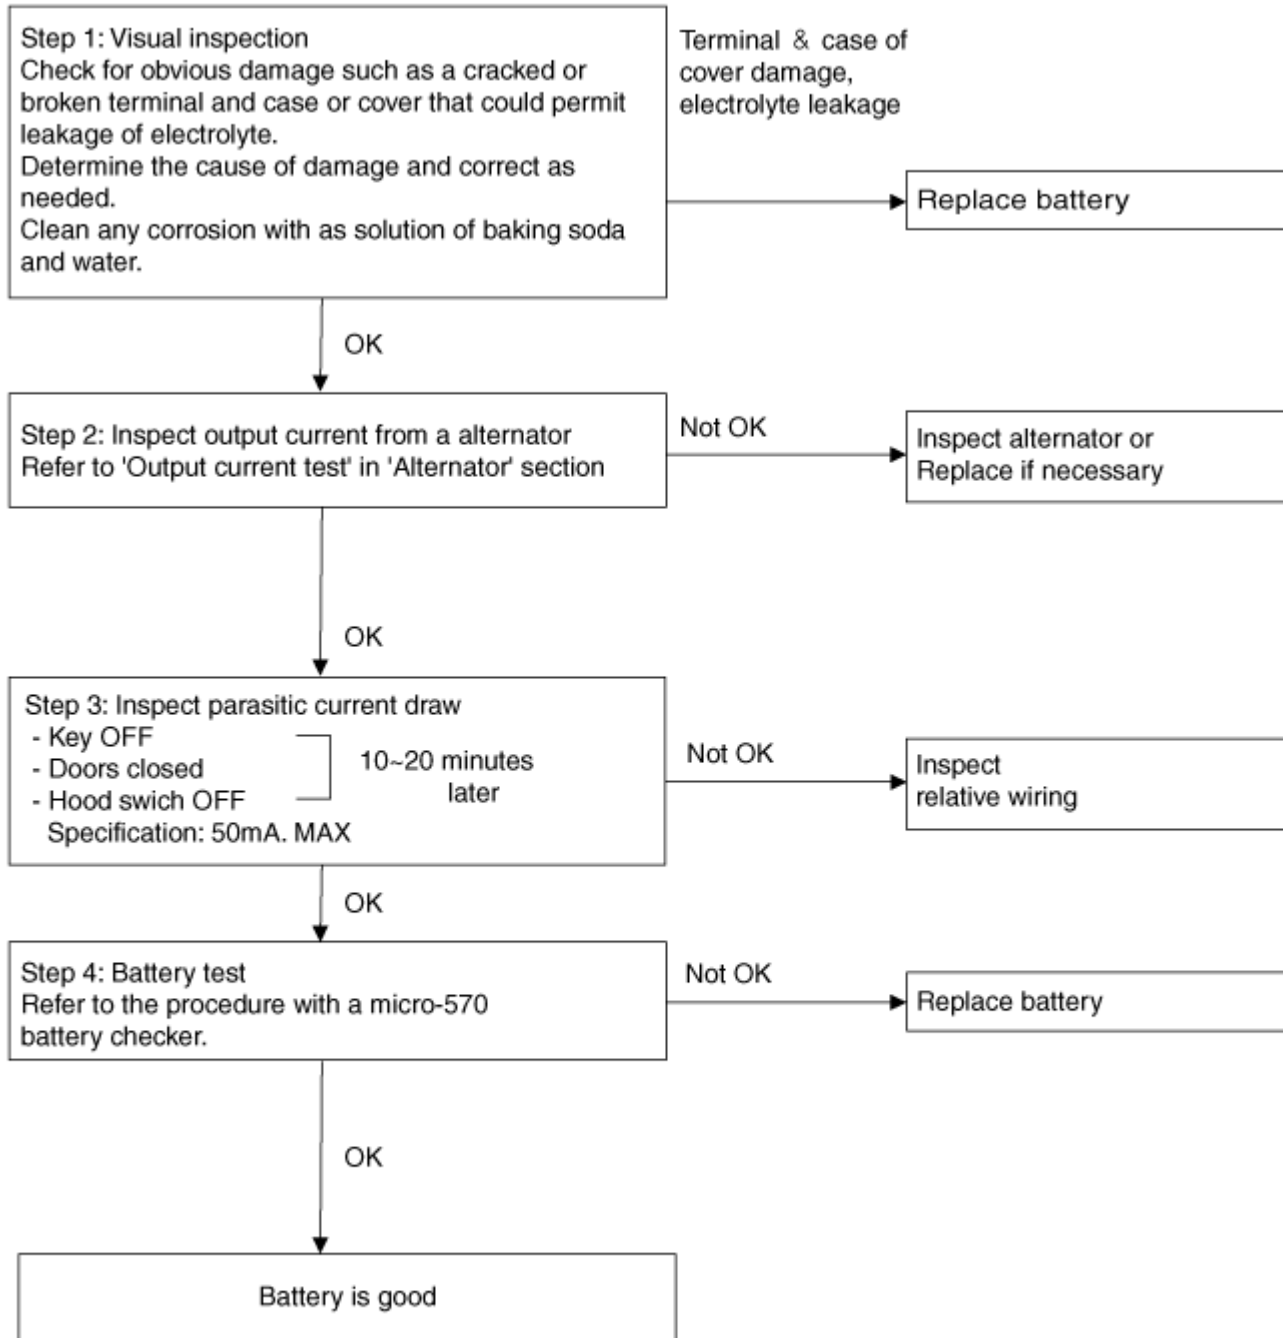 Step 1: Visual inspection
Check for obvious damage such as a cracked or
broken terminal and case or cover that could permit
leakage of electrolyte.
Determine the cause of damage and correct as
needed.
Clean any corrosion with as solution of baking soda
and water.
Terminal & case of
cover damage,
electrolyte leakage
Replace battery
OK
Step 2: Inspect output current from a alternator
Refer to 'Output current test' in 'Alternator' section
Not OK
Inspect alternator or
Replace if necessary
OK
Step 3: Inspect parasitic current draw
- Key OFF
- Doors closed
- Hood swich OFF
10~20 minutes
later
Specification: 50mA. MAX
Not OK
Inspect
relative wiring
OK
Step 4: Battery test
Refer to the procedure with a micro-570
battery checker.
Not OK
Replace battery
OK
Battery is good